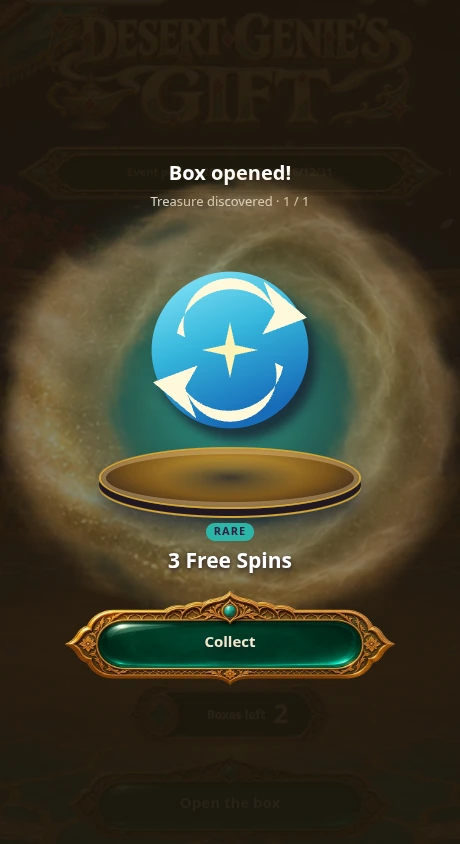 DESERT GENIE'S
GIFT
Box opened!
Treasure discovered · 1 / 1
RARE
3 Free Spins
Collect
Boxes left 2
Open the box